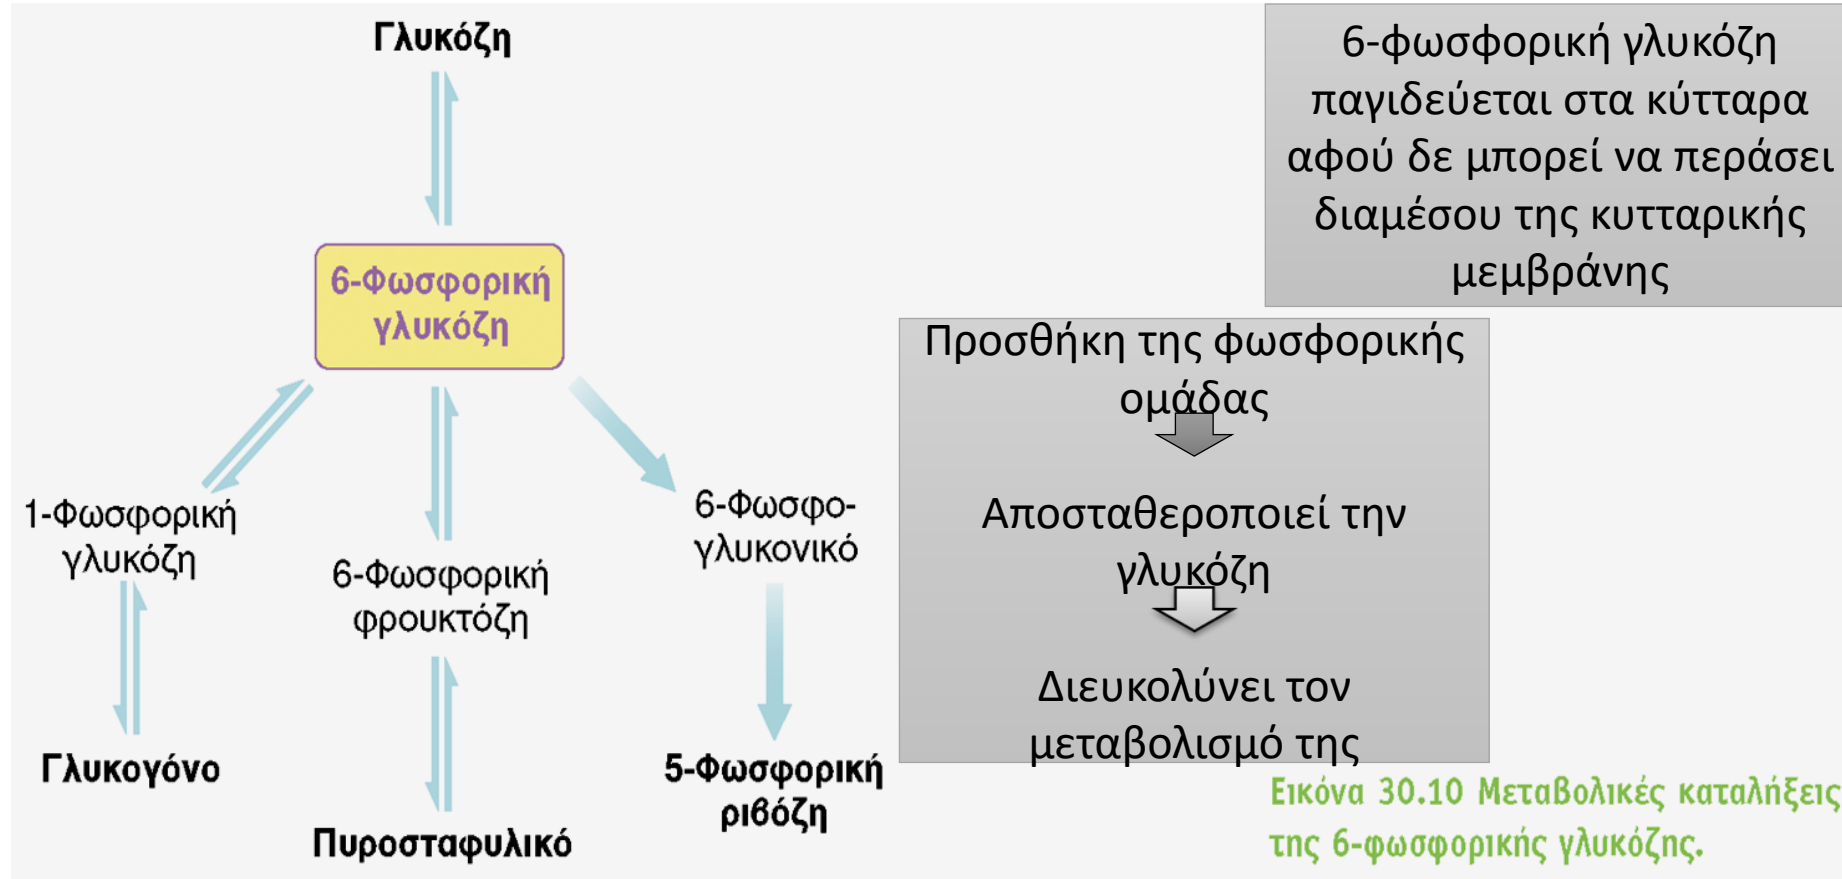 Γλυκόζη
6-Φωσφορική
γλυκόζη
1-Φωσφορική
γλυκόζη
6-Φωσφορική
φρουκτόζη
6-Φωσφο-
γλυκονικό
Γλυκογόνο
Πυροσταφυλικό
5-Φωσφορική
ριβόζη
6-φωσφορική γλυκόζη
παγιδεύεται στα κύτταρα
αφού δε μπορεί να περάσει
διαμέσου της κυτταρικής
μεμβράνης
Προσθήκη της φωσφορικής
ομάδας
Αποσταθεροποιεί την
γλυκόζη
Διευκολύνει τον
μεταβολισμό της
Εικόνα 30.10 Μεταβολικές καταλήξεις
της 6-φωσφορικής γλυκόζης.